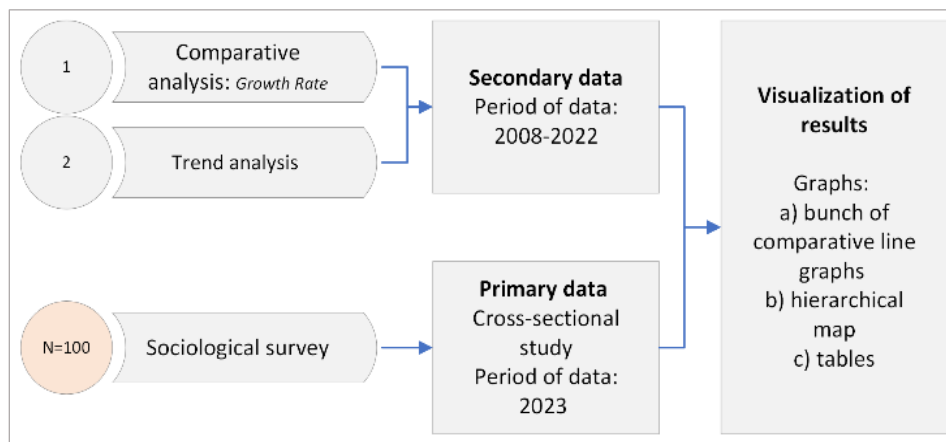 1
Comparative
analysis: Growth Rate
2
Trend analysis
N=100
Sociological survey
Secondary data
Period of data:
2008-2022
Primary data
Cross-sectional
study
Period of data:
2023
Visualization of
results
Graphs:
a) bunch of
comparative line
graphs
b) hierarchical
map
c) tables